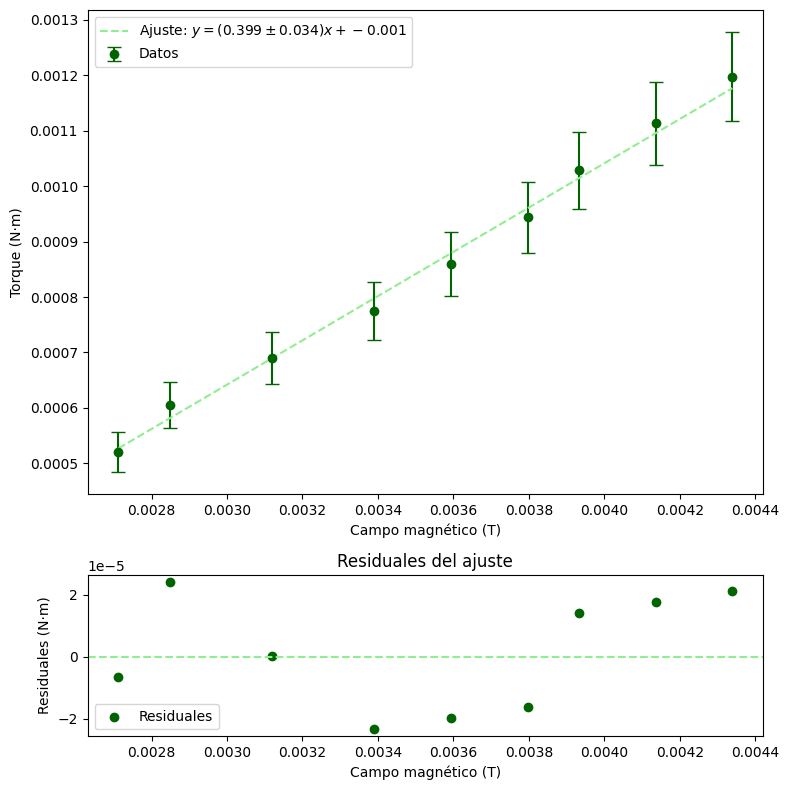 0.0013
0.0012
0.0011
0.0010
0.0009
0.0008
0.0007
0.0006
0.0005
Torque (N·m)
Ajuste: y = (0.399 ± 0.034)x + − 0.001
Datos
0.0028 0.0030 0.0032 0.0034 0.0036 0.0038 0.0040 0.0042 0.0044
Campo magnético (T)
Residuales del ajuste
1e−5
2
0
−2
Residuales (N·m)
Residuales
0.0028 0.0030 0.0032 0.0034 0.0036 0.0038 0.0040 0.0042 0.0044
Campo magnético (T)